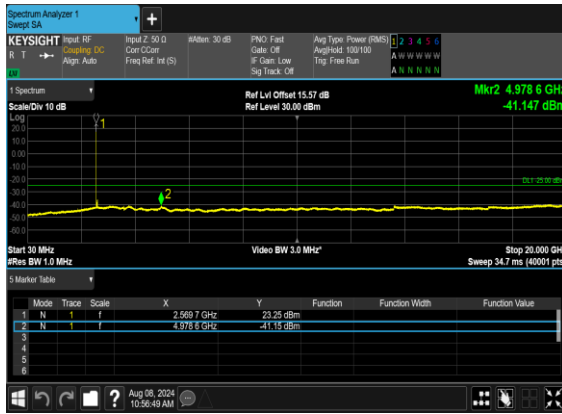 Spectrum Analyzer 1
Swept SA
+
KEYSIGHT
R T
LXI
Input: RF
Coupling: DC
Align: Auto
Input Z: 50 Ω
Corr CCorr
Freq Ref: Int (S)
#Atten: 30 dB
PNO: Fast
Gate: Off
IF Gain: Low
Sig Track: Off
Avg Type: Power (RMS)
Avg|Hold: 100/100
Trig: Free Run
1 2 3 4 5 6
A W W W W W
A N N N N N
1 Spectrum
Scale/Div 10 dB
Ref Lvl Offset 15.57 dB
Ref Level 30.00 dBm
Mkr2 4.978 6 GHz
-41.147 dBm
Log
20.0
10.0
0.00
-10.0
-20.0
-30.0
-40.0
-50.0
-60.0
1
2
DL1 -25.00 dBm
Start 30 MHz
#Res BW 1.0 MHz
Video BW 3.0 MHz*
Stop 20.000 GHz
Sweep 34.7 ms (40001 pts)
5 Marker Table
Mode Trace Scale X Y Function Function Width Function Value
1 N 1 f 2.569 7 GHz 23.25 dBm
2 N 1 f 4.978 6 GHz -41.15 dBm
3
4
5
6
?
Aug 08, 2024
10:56:49 AM